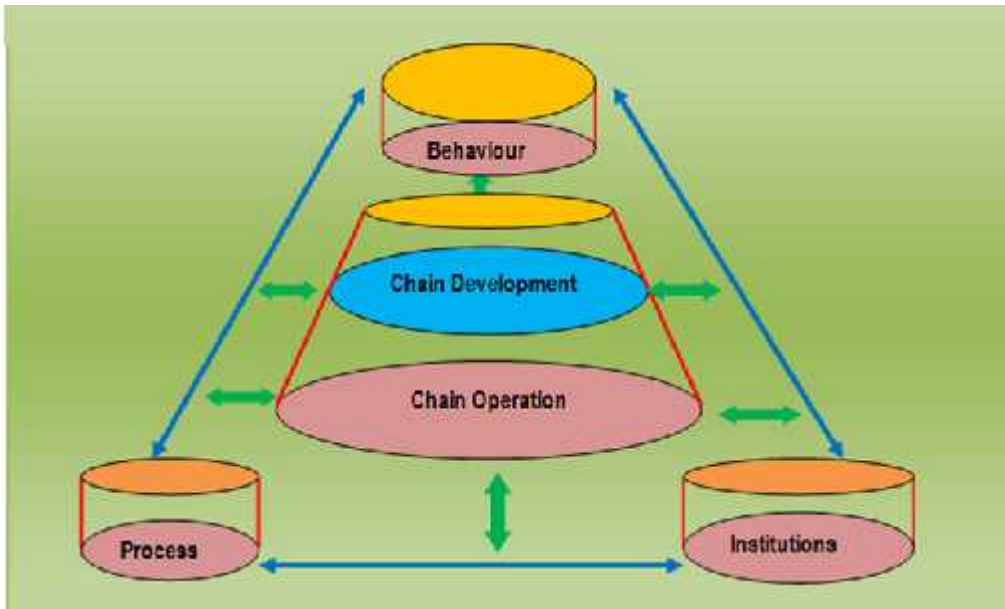 Behaviour
Chain Development
Chain Operation
Process
Institutions